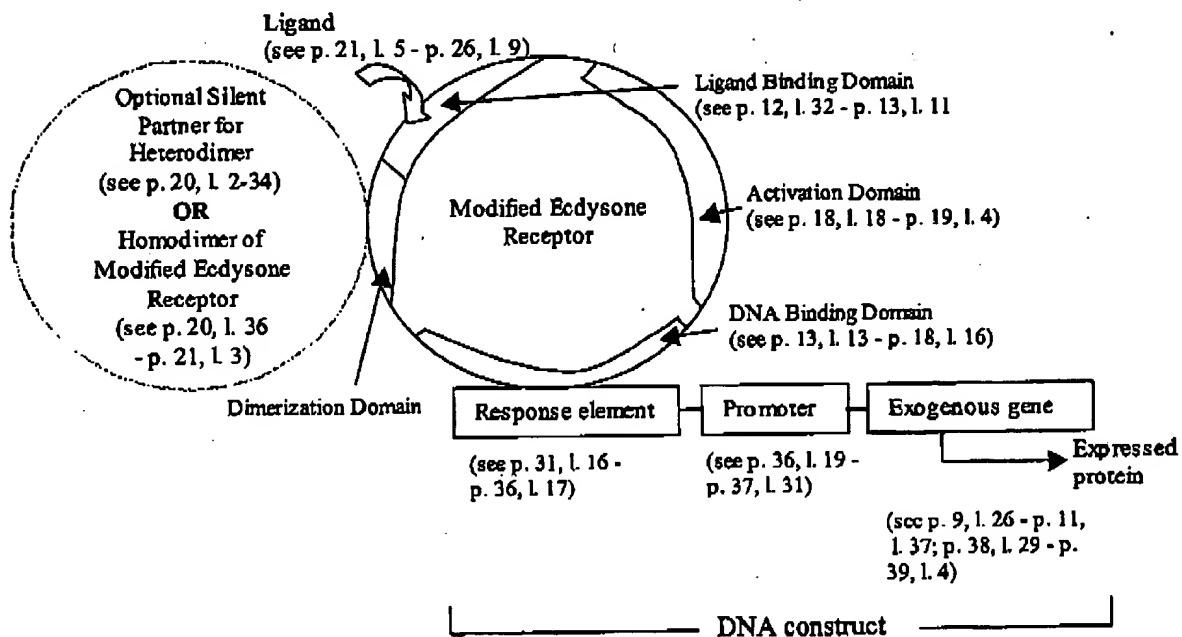 Ligand
(see p. 21, l. 5 - p. 26, l. 9)
Optional Silent
Partner for
Heterodimer
(see p. 20, l. 2-34)
OR
Homodimer of
Modified Ecdysone
Receptor
(see p. 20, l. 36
- p. 21, l. 3)
Ligand Binding Domain
(see p. 12, l. 32 - p. 13, l. 11
Modified Ecdysone
Receptor
Activation Domain
(see p. 18, l. 18 - p. 19, l. 4)
DNA Binding Domain
(see p. 13, l. 13 - p. 18, l. 16)
Dimerization Domain
Response element
Promoter
Exogenous gene
(see p. 31, l. 16 -
p. 36, l. 17)
(see p. 36, l. 19 -
p. 37, l. 31)
Expressed
protein
(see p. 9, l. 26 - p. 11,
l. 37; p. 38, l. 29 - p.
39, l. 4)
DNA construct